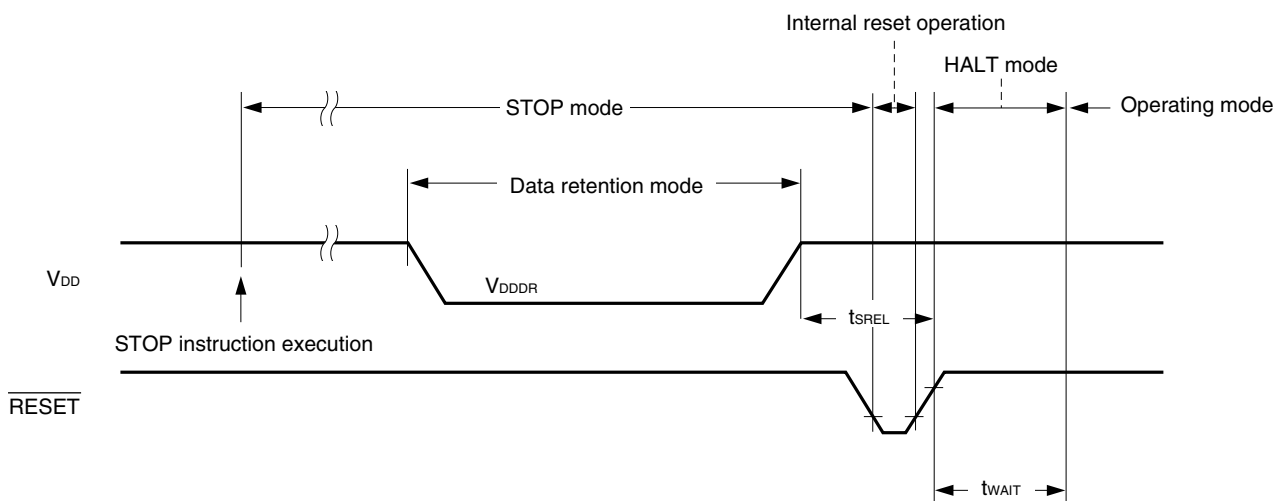 Internal reset operation
HALT mode
STOP mode
Operating mode
Data retention mode
VDD
VDDDR
tSREL
STOP instruction execution
RESET
tWAIT